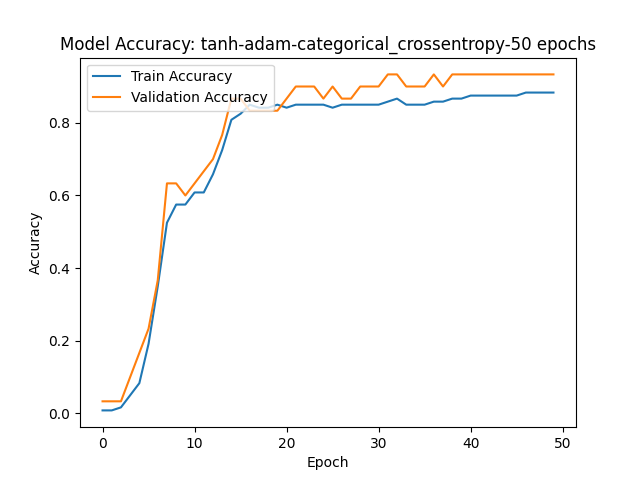 Model Accuracy: tanh-adam-categorical_crossentropy-50 epochs
Train Accuracy
Validation Accuracy
0.8
0.6
0.4
0.2
0.0
Accuracy
0 10 20 30 40 50
Epoch